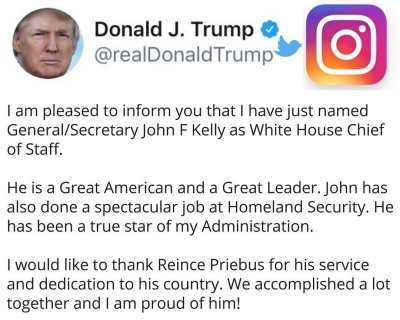 Donald J. Trump
@realDonaldTrump
I am pleased to inform you that I have just named
General/Secretary John F Kelly as White House Chief
of Staff.
He is a Great American and a Great Leader. John has
also done a spectacular job at Homeland Security. He
has been a true star of my Administration.
I would like to thank Reince Priebus for his service
and dedication to his country. We accomplished a lot
together and I am proud of him!